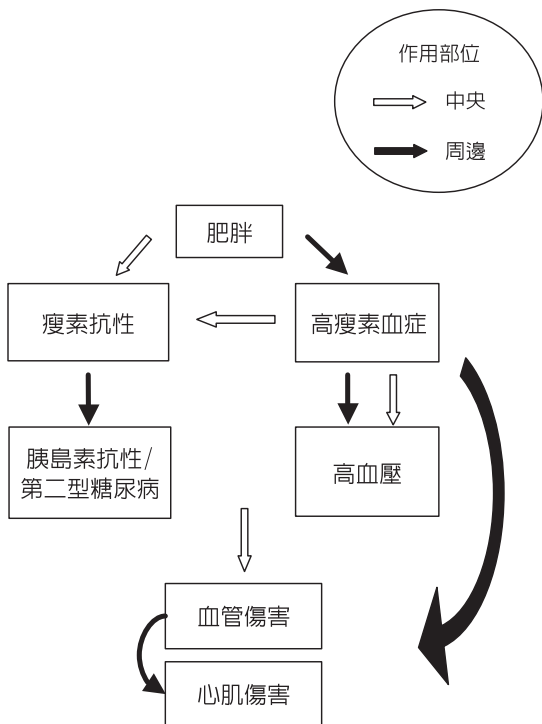 作用部位
中央
周邊
肥胖
瘦素抗性
高瘦素血症
胰島素抗性/
第二型糖尿病
高血壓
血管傷害
心肌傷害